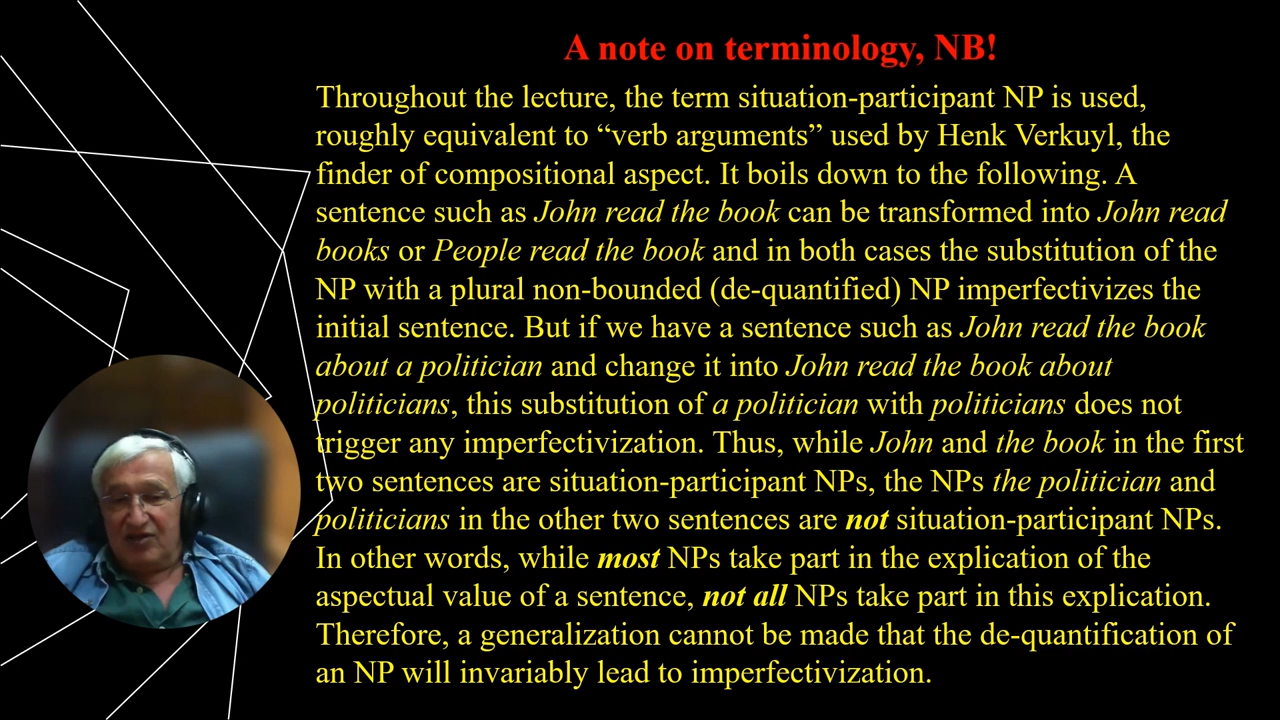 A note on terminology, NB!
Throughout the lecture, the term situation-participant NP is used,
roughly equivalent to “verb arguments” used by Henk Verkuyl, the
finder of compositional aspect. It boils down to the following. A
sentence such as John read the book can be transformed into John read
books or People read the book and in both cases the substitution of the
NP with a plural non-bounded (de-quantified) NP imperfectivizes the
initial sentence. But if we have a sentence such as John read the book
about a politician and change it into John read the book about
politicians, this substitution of a politician with politicians does not
trigger any imperfectivization. Thus, while John and the book in the first
two sentences are situation-participant NPs, the NPs the politician and
politicians in the other two sentences are not situation-participant NPs.
In other words, while most NPs take part in the explication of the
aspectual value of a sentence, not all NPs take part in this explication.
Therefore, a generalization cannot be made that the de-quantification of
an NP will invariably lead to imperfectivization.